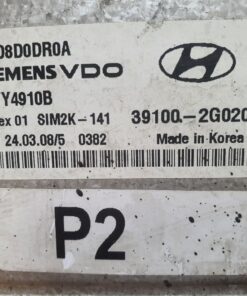 D8D0DR0A
EMENS VDO
Y4910B
ex 01 SIM2K-141 39100-2G020
24.03.08/5 0382 Made in Korea
P2